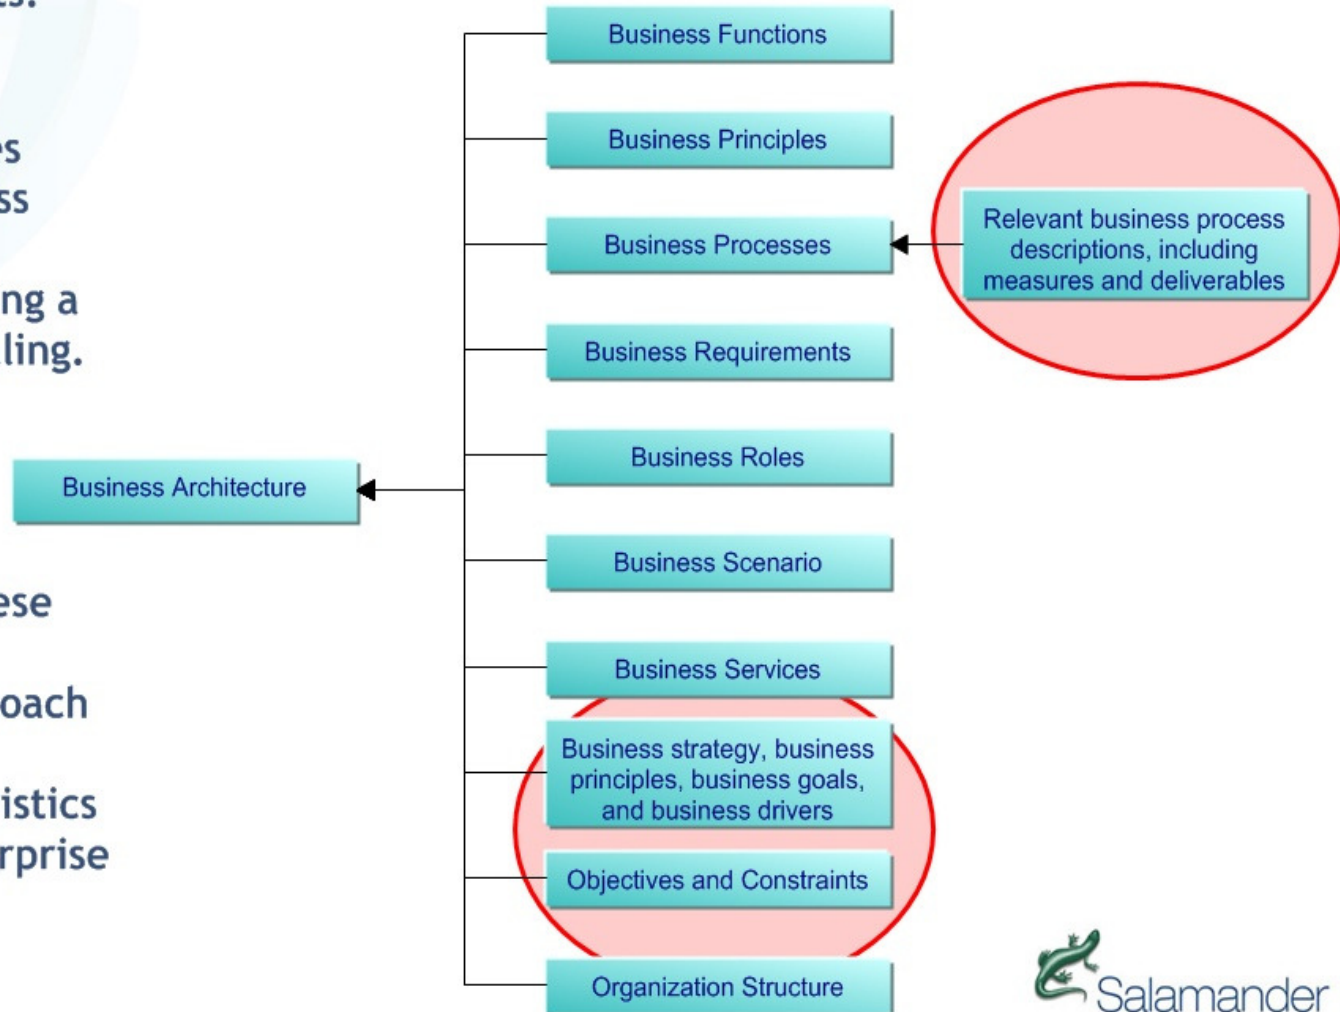 ts.
es
ss
ng a
ling.
ese
oach
istics
rprise
Business Architecture
Business Functions
Business Principles
Business Processes
Relevant business process
descriptions, including
measures and deliverables
Business Requirements
Business Roles
Business Scenario
Business Services
Business strategy, business
principles, business goals,
and business drivers
Objectives and Constraints
Organization Structure
Salamander